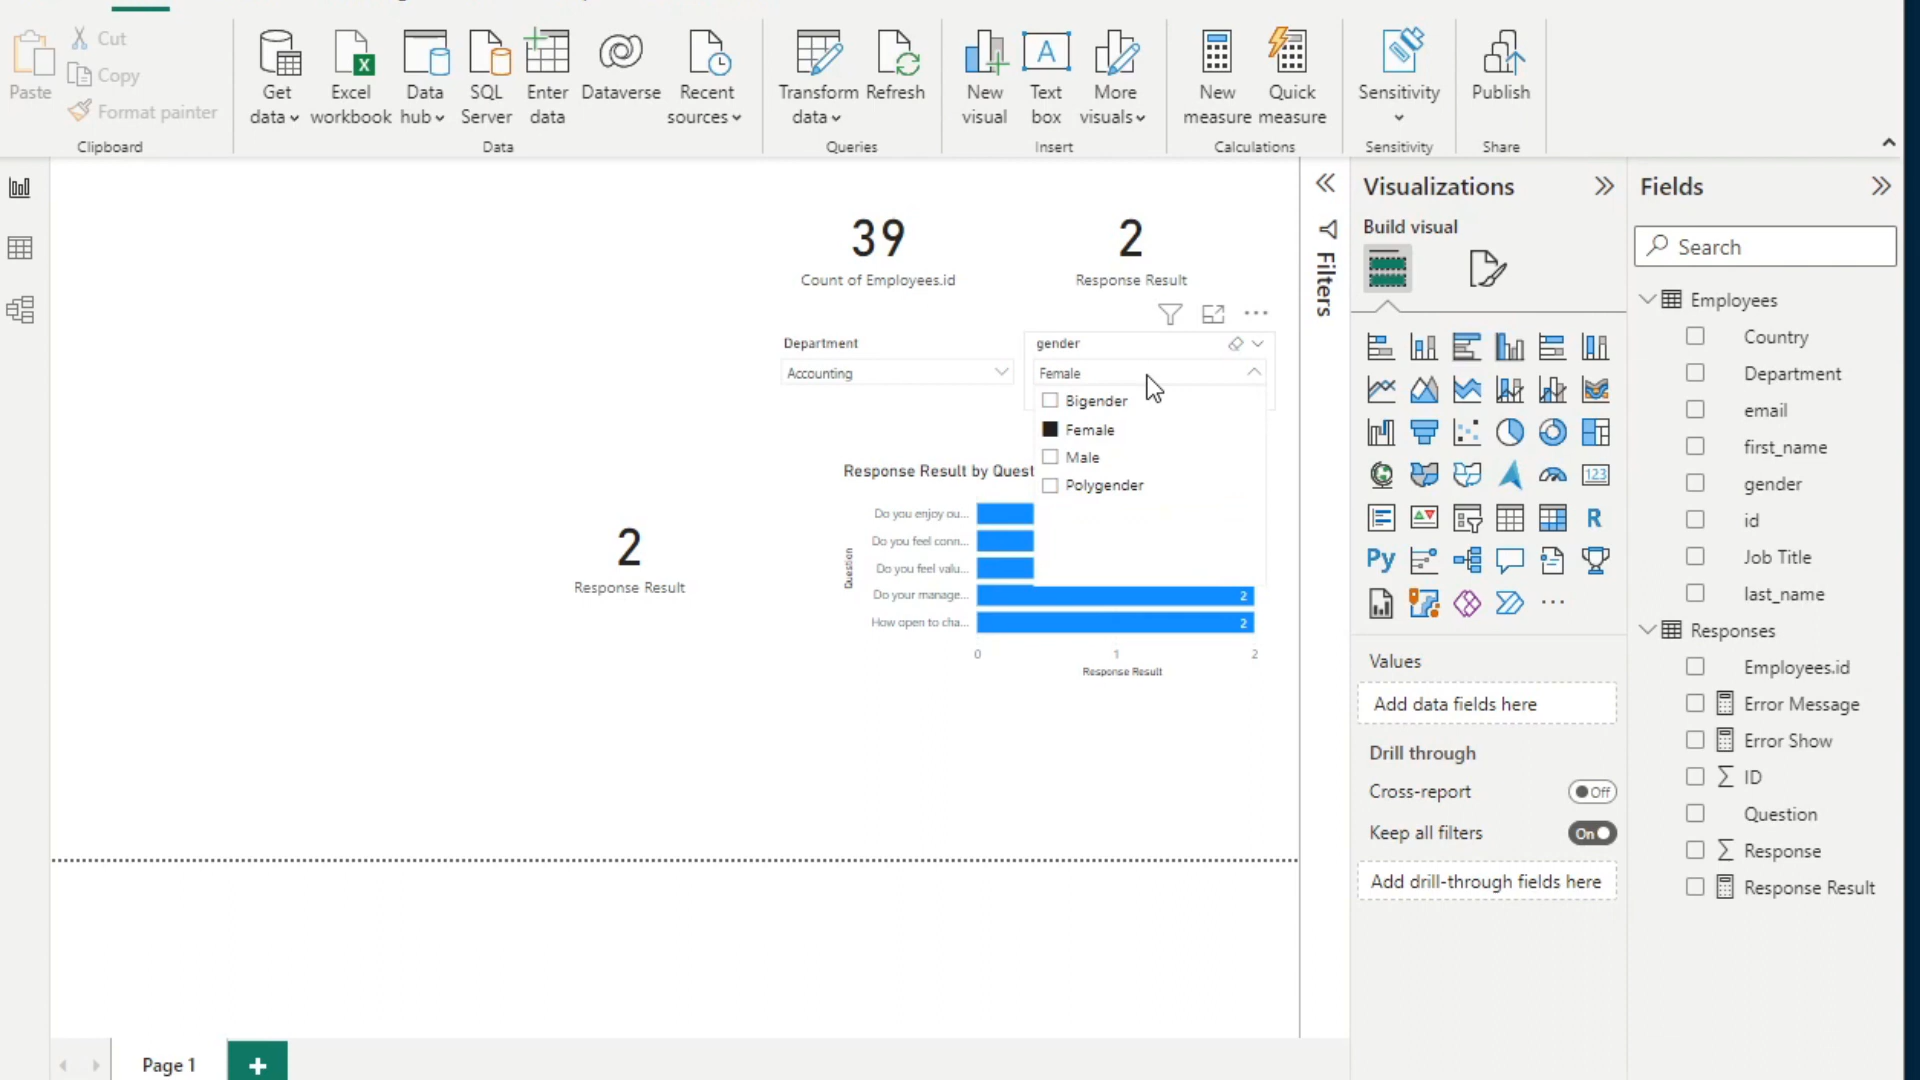 Paste
Cut
Copy
Format painter
Clipboard
Get data
Excel workbook
Data hub
SQL Server
Enter data
Dataverse
Recent sources
Data
Transform data
Refresh
Queries
New visual
Text box
More visuals
Insert
New measure
Quick measure
Calculations
Sensitivity
Sensitivity
Publish
Share
39
Count of Employees.id
2
Response Result
Department
Accounting
gender
Female
Bigender
Female
Male
Polygender
2
Response Result
Response Result by Quest
Question
Do you enjoy ou...
Do you feel conn...
Do you feel valu...
Do your manage... 2
How open to cha... 2
0 1 2
Response Result
Page 1
Filters
Visualizations
Build visual
123
R
Py
Values
Add data fields here
Drill through
Cross-report Off
Keep all filters On
Add drill-through fields here
Fields
Search
Employees
Country
Department
email
first_name
gender
id
Job Title
last_name
Responses
Employees.id
Error Message
Error Show
ID
Question
Response
Response Result